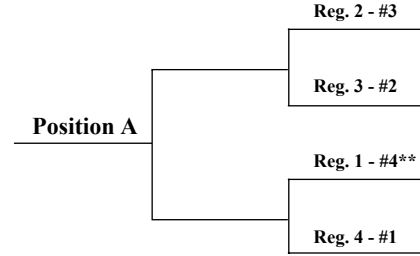 Reg. 2 - #3
Reg. 3 - #2
Position A
Reg. 1 - #4**
Reg. 4 - #1